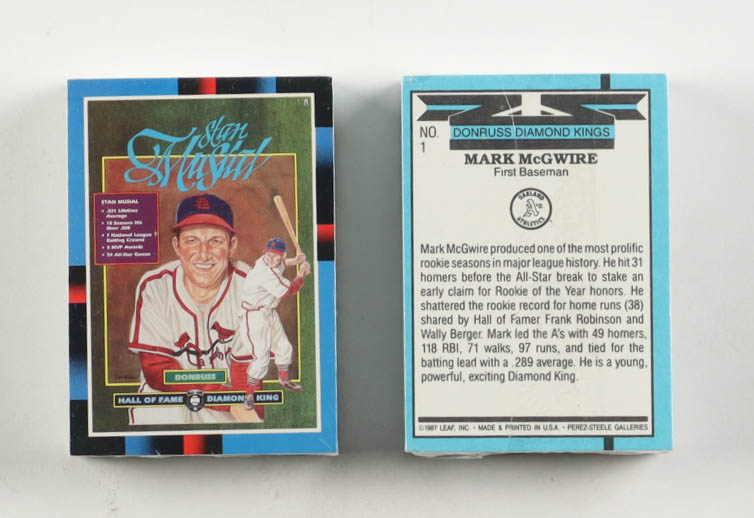 Stan
Musial
STAN MUSIAL
• .331 Lifetime
Average
• 18 Seasons Hit
Over .300
• 7 National League
Batting Crowns
• 3 MVP Awards
• 24 All-Star Games
DONRUSS
HALL OF FAME DIAMOND KING
NO.
1
DONRUSS DIAMOND KINGS
MARK McGWIRE
First Baseman
OAKLAND
A's
ATHLETICS
Mark McGwire produced one of the most prolific
rookie seasons in major league history. He hit 31
homers before the All-Star break to stake an
early claim for Rookie of the Year honors. He
shattered the rookie record for home runs (38)
shared by Hall of Famer Frank Robinson and
Wally Berger. Mark led the A's with 49 homers,
118 RBI, 71 walks, 97 runs, and tied for the
batting lead with a .289 average. He is a young,
powerful, exciting Diamond King.
©1987 LEAF, INC. • MADE & PRINTED IN U.S.A. • PEREZ-STEELE GALLERIES